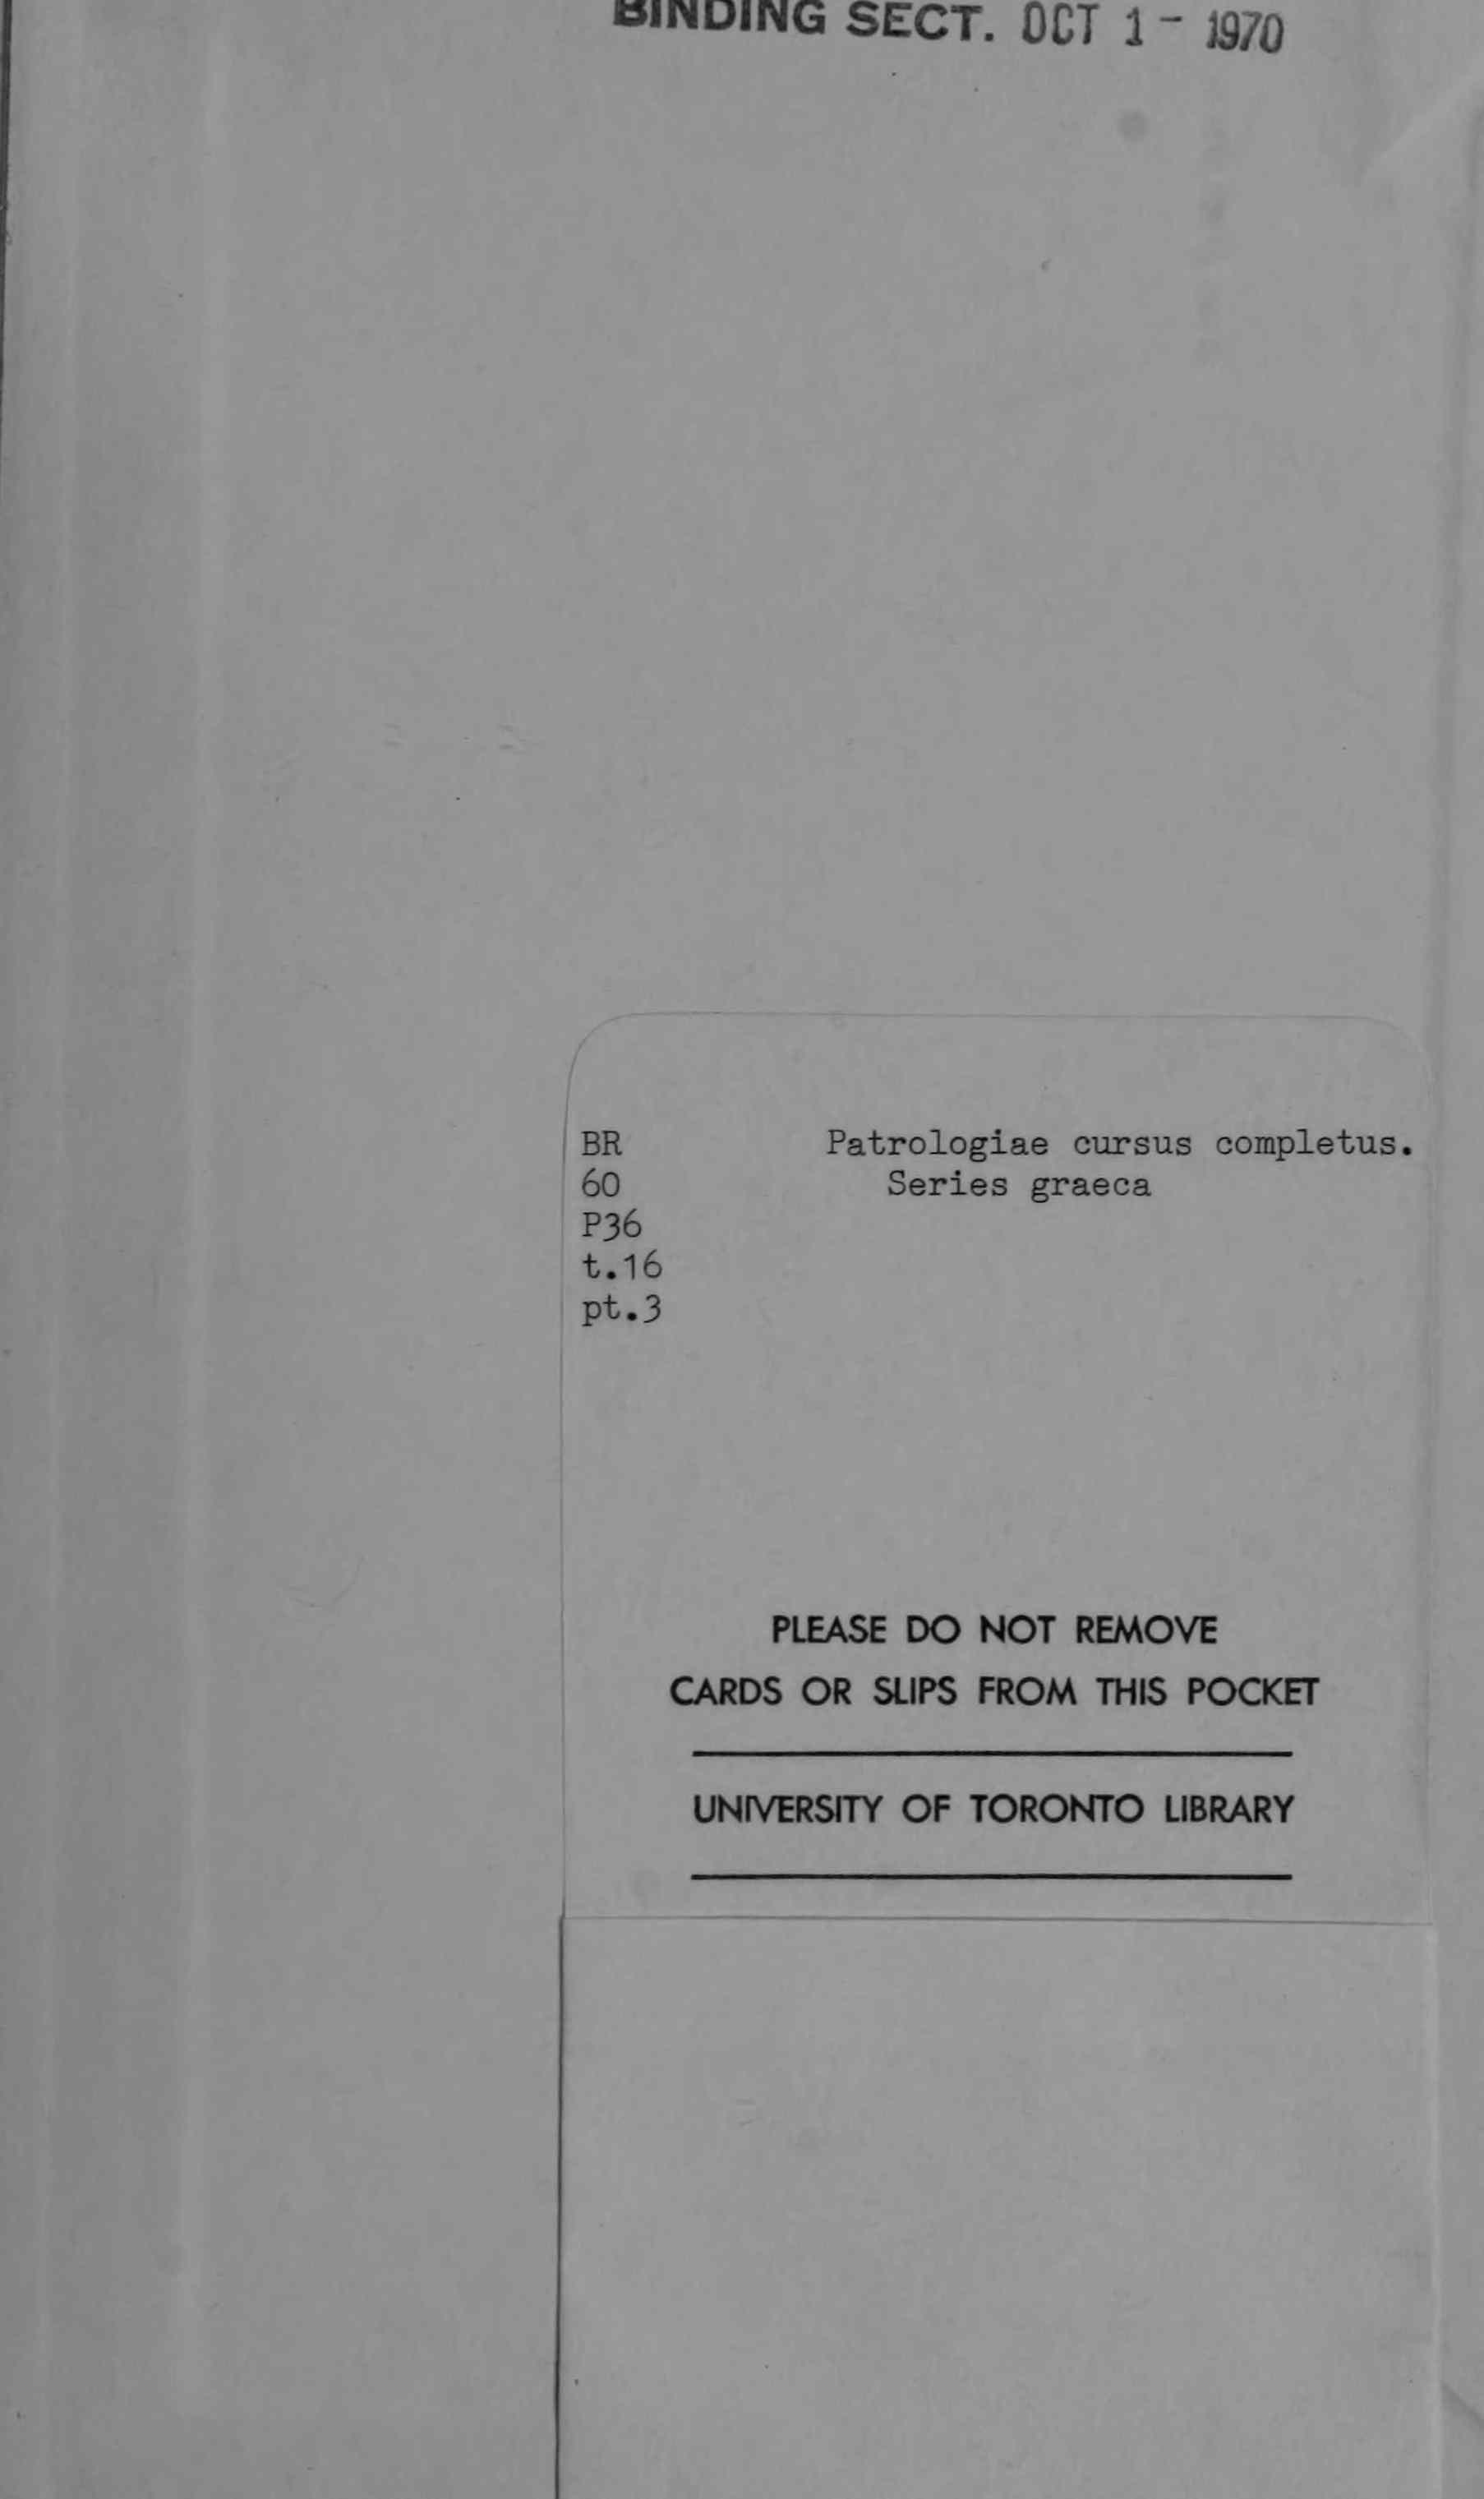 BINDING SECT. OCT 1 - 1970
BR
60
P36
t.16
pt.3
Patrologiae cursus completus.
Series graeca
PLEASE DO NOT REMOVE
CARDS OR SLIPS FROM THIS POCKET
UNIVERSITY OF TORONTO LIBRARY